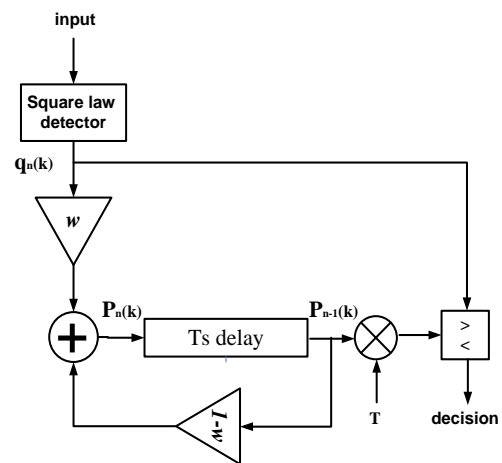 input
Square law
detector
qn(k)
w
Pn(k)
Ts delay
Pn-1(k)
>
<
+
1-w
T
decision